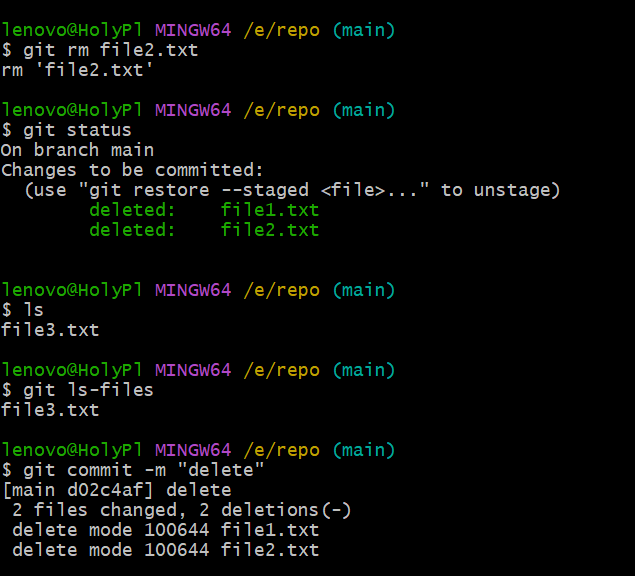 lenovo@HolyPl MINGW64 /e/repo (main)
$ git rm file2.txt
rm 'file2.txt'
lenovo@HolyPl MINGW64 /e/repo (main)
$ git status
On branch main
Changes to be committed:
  (use "git restore --staged <file>..." to unstage)
        deleted:    file1.txt
        deleted:    file2.txt
lenovo@HolyPl MINGW64 /e/repo (main)
$ ls
file3.txt
lenovo@HolyPl MINGW64 /e/repo (main)
$ git ls-files
file3.txt
lenovo@HolyPl MINGW64 /e/repo (main)
$ git commit -m "delete"
[main d02c4af] delete
 2 files changed, 2 deletions(-)
 delete mode 100644 file1.txt
 delete mode 100644 file2.txt